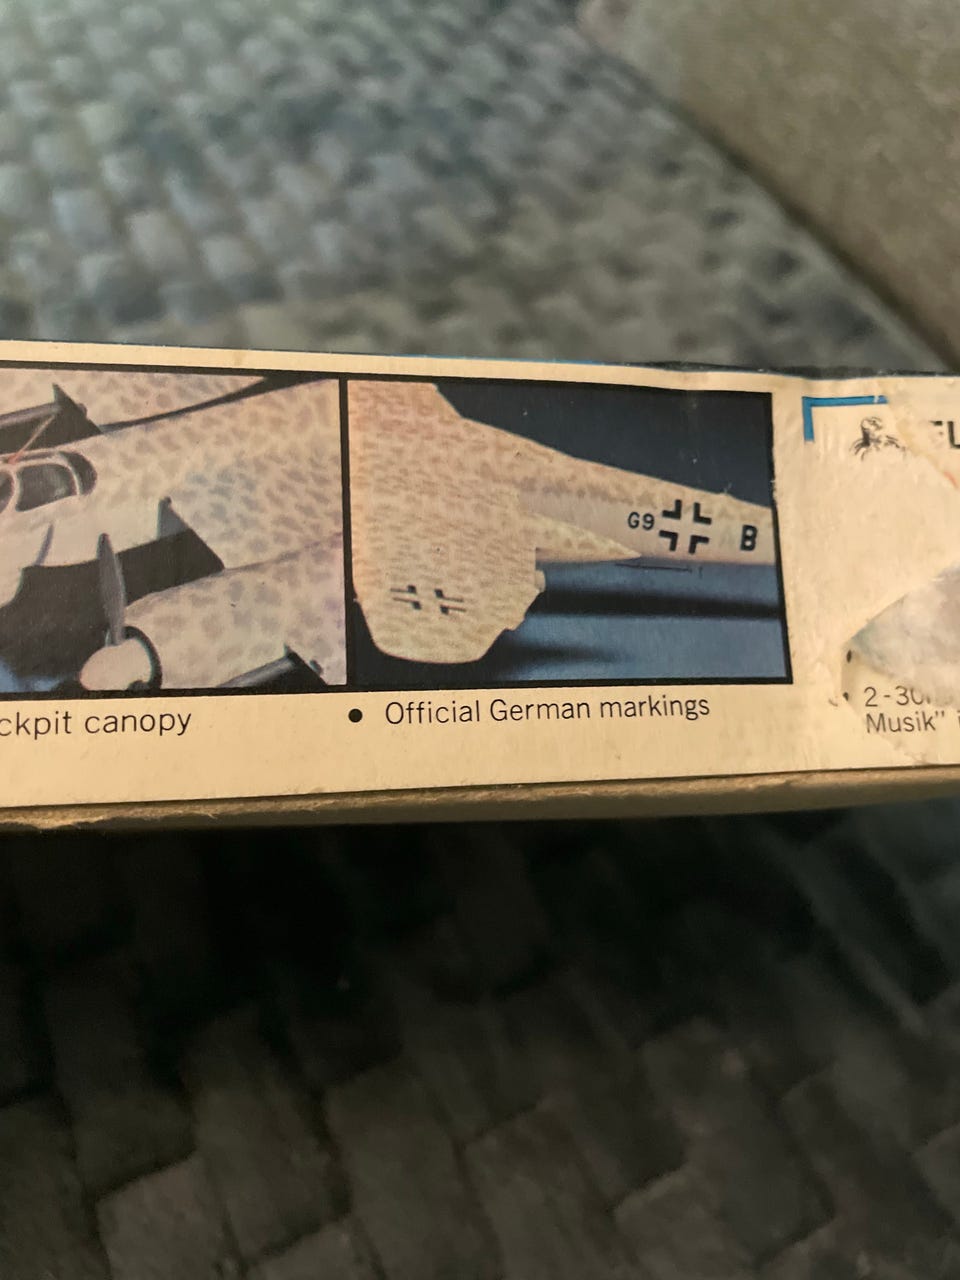 G9
B
ckpit canopy
• Official German markings
2-30
Musik"